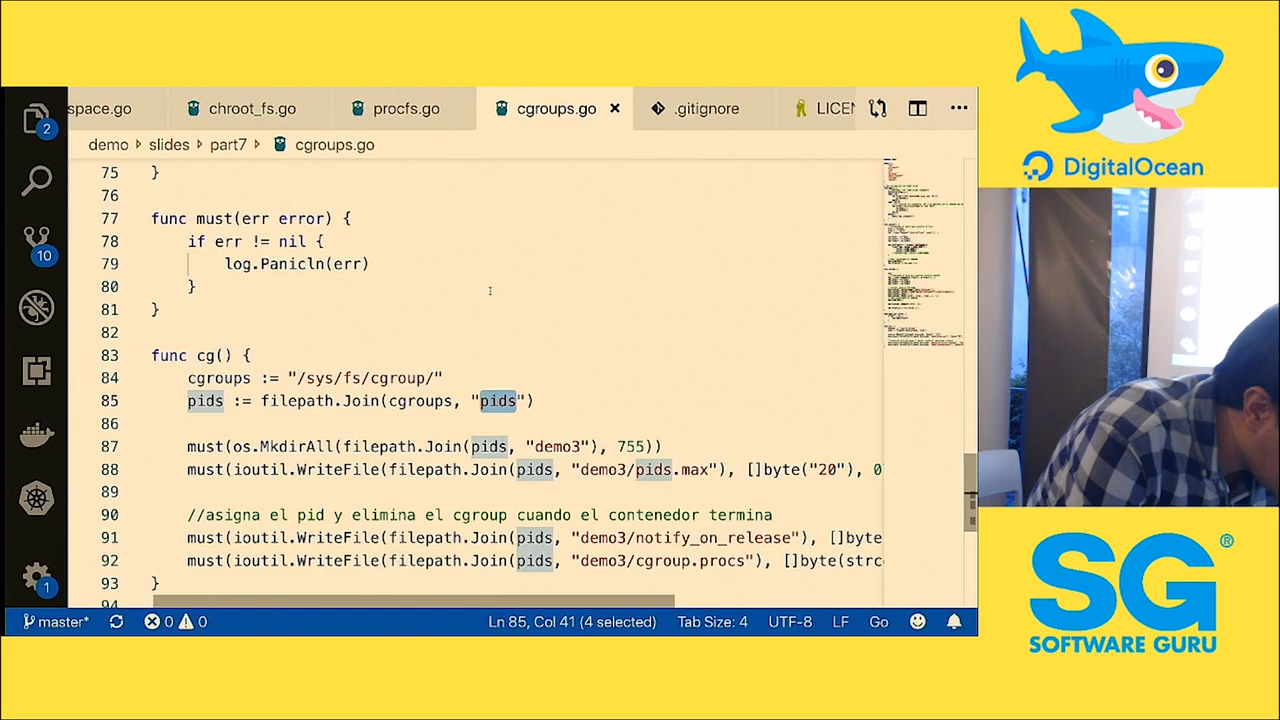 space.go
chroot_fs.go
procfs.go
cgroups.go
.gitignore
LICEN
demo slides part7 cgroups.go
75 }
76
77 func must(err error) {
78 if err != nil {
79 log.Panicln(err)
80 }
81 }
82
83 func cg() {
84 cgroups := "/sys/fs/cgroup/"
85 pids := filepath.Join(cgroups, "pids")
86
87 must(os.MkdirAll(filepath.Join(pids, "demo3"), 755))
88 must(ioutil.WriteFile(filepath.Join(pids, "demo3/pids.max"), []byte("20"), 0
89
90 //asigna el pid y elimina el cgroup cuando el contenedor termina
91 must(ioutil.WriteFile(filepath.Join(pids, "demo3/notify_on_release"), []byte
92 must(ioutil.WriteFile(filepath.Join(pids, "demo3/cgroup.procs"), []byte(strc
93 }
94
2
10
1
master*
0 0
Ln 85, Col 41 (4 selected)
Tab Size: 4
UTF-8
LF
Go
DigitalOcean
SG®
SOFTWARE GURU